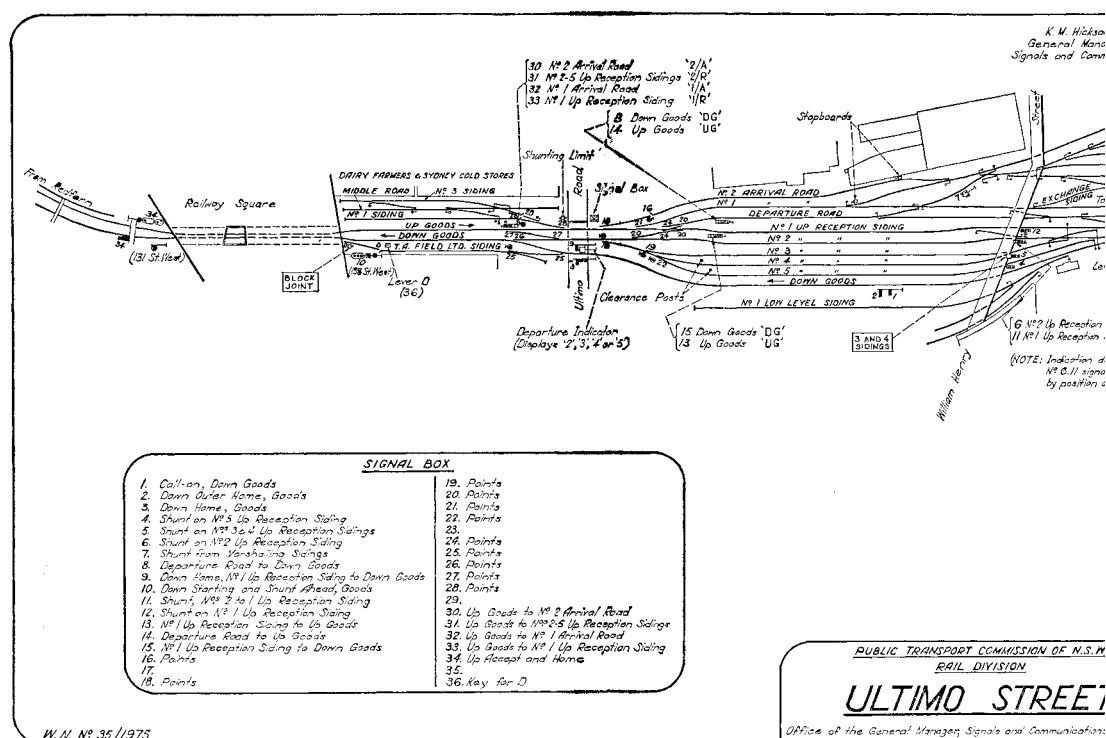 K. M. Hickso
General Mana
Signals and Comm
30 Nº 2 Arrival Road '2/A'
31 Nº 2-5 Up Reception Sidings '2/R'
32 Nº 1 Arrival Road '1/A'
33 Nº 1 Up Reception Siding '1/R'
8 Down Goods 'DG'
14 Up Goods 'UG'
Stopboards
Street
Shunting Limit
Road
Signal Box
From Redfern
Railway Square
DAIRY FARMERS & SYDNEY COLD STORES
MIDDLE ROAD
Nº 3 SIDING
Nº 1 SIDING
UP GOODS →
← DOWN GOODS
T.A. FIELD LTD. SIDING
Nº 2 ARRIVAL ROAD
Nº 1 " "
DEPARTURE ROAD
EXCHANGE
SIDING
Nº 1 UP RECEPTION SIDING
Nº 2 " " "
Nº 3 " " "
Nº 4 " " "
Nº 5 " " "
← DOWN GOODS
Nº 1 LOW LEVEL SIDING
34
(131 St. West)
BLOCK
JOINT
10
(138 St. West)
Lever D
(36)
Ultimo
Clearance Posts
Departure Indicator
(Displays '2', '3', '4' or '5')
15 Down Goods 'DG'
13 Up Goods 'UG'
3 AND 4
SIDINGS
William Henry
Leve
6 Nº 2 Up Reception
11 Nº 1 Up Reception
(NOTE: Indication
Nº 6.11 signa
by position
SIGNAL BOX
1. Call-on, Down Goods
2. Down Outer Home, Goods
3. Down Home, Goods
4. Shunt on Nº 5 Up Reception Siding
5. Shunt on Nºs 3 & 4 Up Reception Sidings
6. Shunt on Nº 2 Up Reception Siding
7. Shunt from Marshalling Sidings
8. Departure Road to Down Goods
9. Down Home, Nº 1 Up Reception Siding to Down Goods
10. Down Starting and Shunt Ahead, Goods
11. Shunt, Nºs 2 to 1 Up Reception Siding
12. Shunt on Nº 1 Up Reception Siding
13. Nº 1 Up Reception Siding to Up Goods
14. Departure Road to Up Goods
15. Nº 1 Up Reception Siding to Down Goods
16. Points
17.
18. Points
19. Points
20. Points
21. Points
22. Points
23.
24. Points
25. Points
26. Points
27. Points
28. Points
29.
30. Up Goods to Nº 2 Arrival Road
31. Up Goods to Nºs 2-5 Up Reception Sidings
32. Up Goods to Nº 1 Arrival Road
33. Up Goods to Nº 1 Up Reception Siding
34. Up Accept and Home
35.
36. Key for D
PUBLIC TRANSPORT COMMISSION OF N.S.W
RAIL DIVISION
ULTIMO STREET
Office of the General Manager, Signals and Communications
W.N. Nº 35/1975